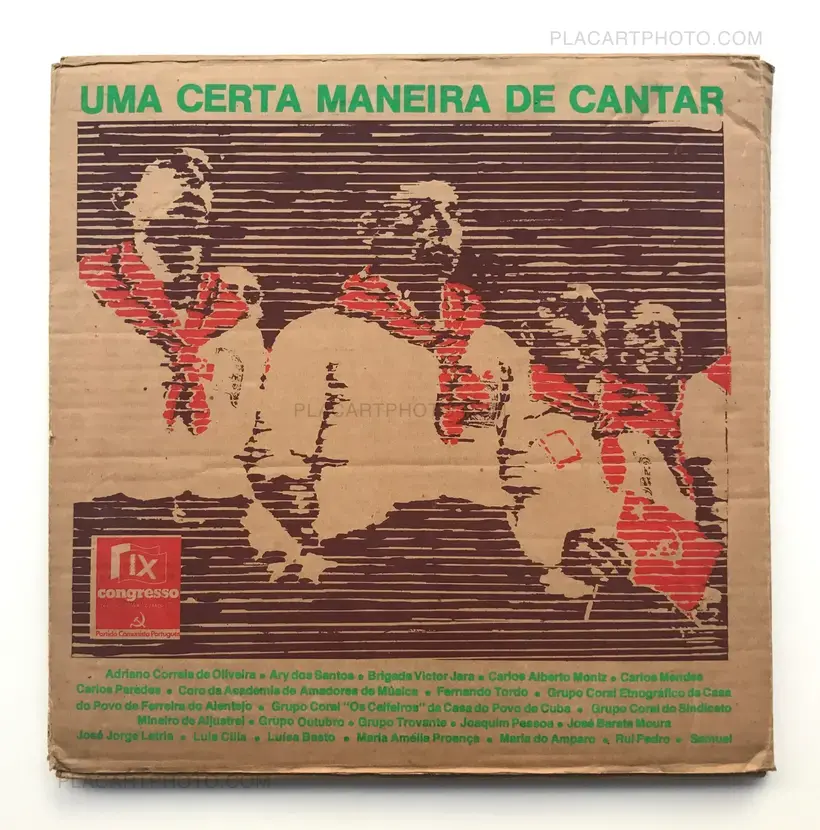 PLACARTPHOTO.COM
UMA CERTA MANEIRA DE CANTAR
PLACARTPHOTO.COM
IX
congresso
Partido Comunista Português
Adriano Correia de Oliveira • Ary dos Santos • Brigada Victor Jara • Carlos Alberto Moniz • Carlos Mendes
Carlos Paredes • Coro da Academia de Amadores de Música • Fernando Tordo • Grupo Coral Etnográfico da Casa
do Povo de Ferreira do Alentejo • Grupo Coral "Os Ceifeiros" da Casa do Povo de Cuba • Grupo Coral do Sindicato
Mineiro de Aljustrel • Grupo Outubro • Grupo Trovante • Joaquim Pessoa • José Barata Moura
José Jorge Letria • Luís Cília • Luísa Basto • Maria Amélia Proença • Maria do Amparo • Rui Pedro • Samuel
PLACARTPHOTO.COM